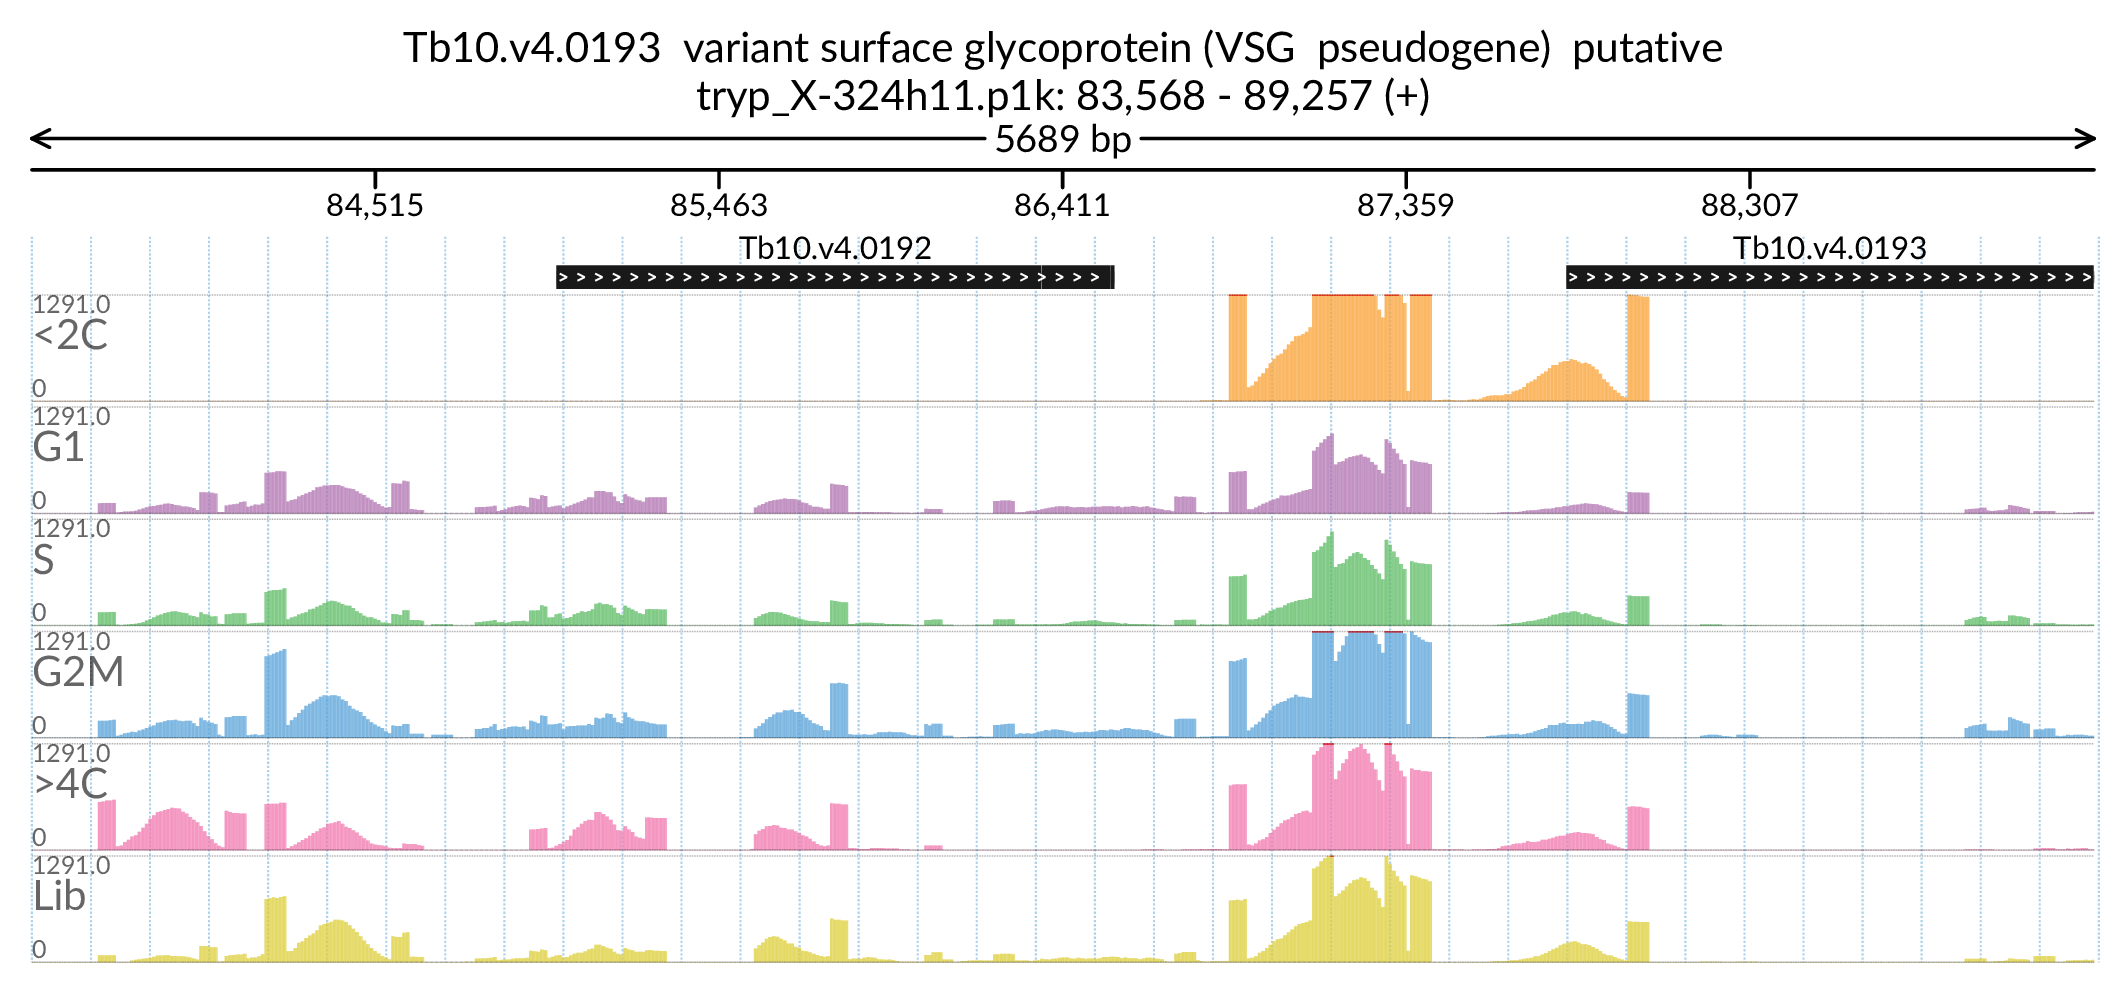 Tb10.v4.0193 variant surface glycoprotein (VSG pseudogene) putative
tryp_X-324h11.p1k: 83,568 - 89,257 (+)
5689 bp
84,515 85,463 86,411 87,359 88,307
Tb10.v4.0192 Tb10.v4.0193
1291.0
<2C
0
1291.0
G1
0
1291.0
S
0
1291.0
G2M
0
1291.0
>4C
0
1291.0
Lib
0